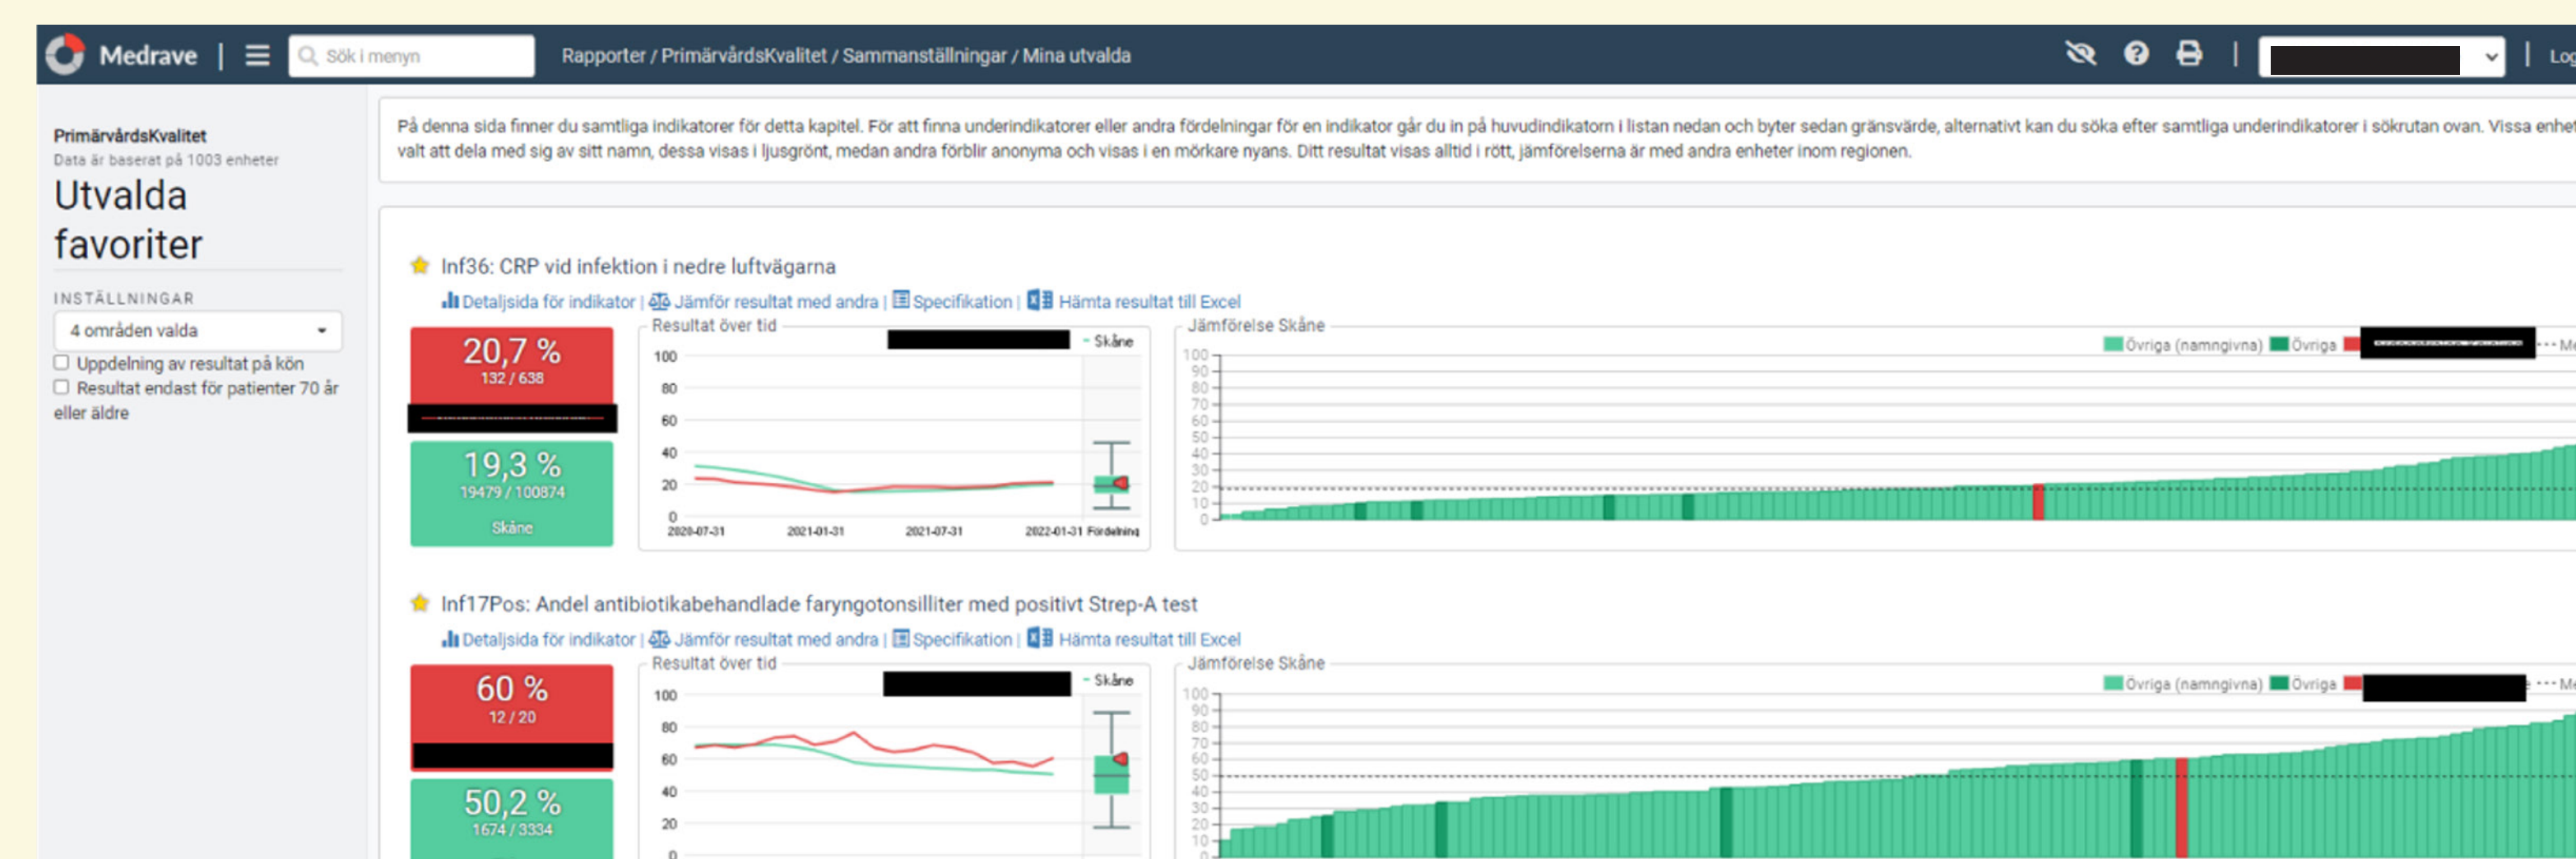 Medrave | Sök i menyn Rapporter / PrimärvårdsKvalitet / Sammanställningar / Mina utvalda | | Log
PrimärvårdsKvalitet
Data är baserat på 1003 enheter
Utvalda
favoriter
INSTÄLLNINGAR
4 områden valda
Uppdelning av resultat på kön
Resultat endast för patienter 70 år
eller äldre
På denna sida finner du samtliga indikatorer för detta kapitel. För att finna underindikatorer eller andra fördelningar för en indikator går du in på huvudindikatorn i listan nedan och byter sedan gränsvärde, alternativt kan du söka efter samtliga underindikatorer i sökrutan ovan. Vissa enhet
valt att dela med sig av sitt namn, dessa visas i ljusgrönt, medan andra förblir anonyma och visas i en mörkare nyans. Ditt resultat visas alltid i rött, jämförelserna är med andra enheter inom regionen.
Inf36: CRP vid infektion i nedre luftvägarna
Detaljsida för indikator | Jämför resultat med andra | Specifikation | Hämta resultat till Excel
20,7 %
132 / 638
19,3 %
19479 / 100874
Skåne
Resultat över tid
- Skåne
100
80
60
40
20
0
2020-07-31 2021-01-31 2021-07-31 2022-01-31 Fördelning
Jämförelse Skåne
Övriga (namngivna) Övriga --- Me
100
90
80
70
60
50
40
30
20
10
0
Inf17Pos: Andel antibiotikabehandlade faryngotonsilliter med positivt Strep-A test
Detaljsida för indikator | Jämför resultat med andra | Specifikation | Hämta resultat till Excel
60 %
12 / 20
50,2 %
1674 / 3334
Resultat över tid
- Skåne
100
80
60
40
20
0
Jämförelse Skåne
Övriga (namngivna) Övriga --- Me
100
90
80
70
60
50
40
30
20
10
0